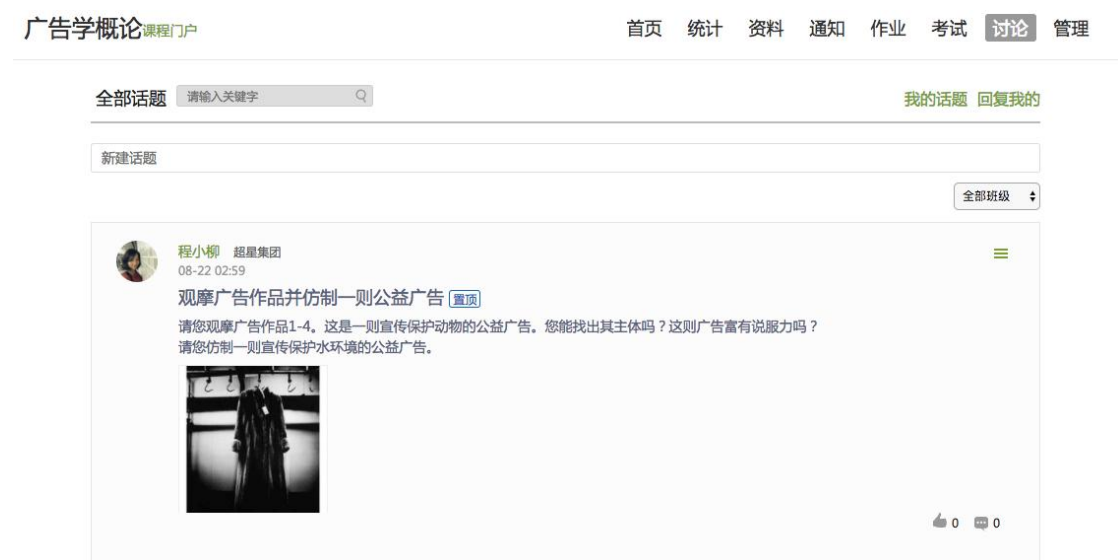 广告学概论课程门户 首页 统计 资料 通知 作业 考试 讨论 管理
全部话题 请输入关键字 我的话题 回复我的
新建话题
全部班级
程小柳 超星集团
08-22 02:59
观摩广告作品并仿制一则公益广告 置顶
请您观摩广告作品1-4。这是一则宣传保护动物的公益广告。您能找出其主体吗？这则广告富有说服力吗？
请您仿制一则宣传保护水环境的公益广告。
0 0